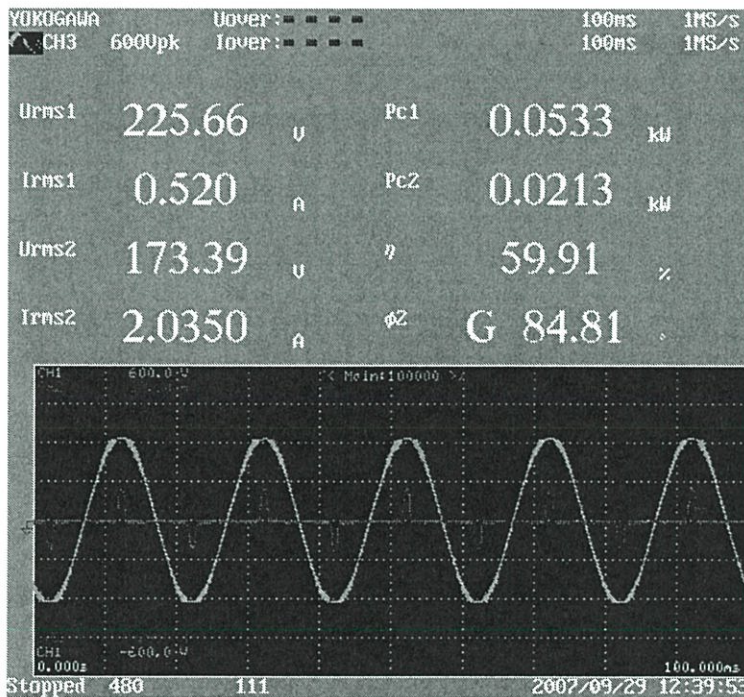 YOKOGAWA Uover: 100ms 1MS/s
CH3 600Vpk Iover: 100ms 1MS/s
Urms1 225.66 V Pc1 0.0533 kW
Irms1 0.520 A Pc2 0.0213 kW
Urms2 173.39 V η 59.91 %
Irms2 2.0350 A φ2 G 84.81 °
CH1 600.0 V << Main:100000 >>
CH1 -600.0 V
0.000s 100.000ms
Stopped 480 111 2007/09/29 12:39:53